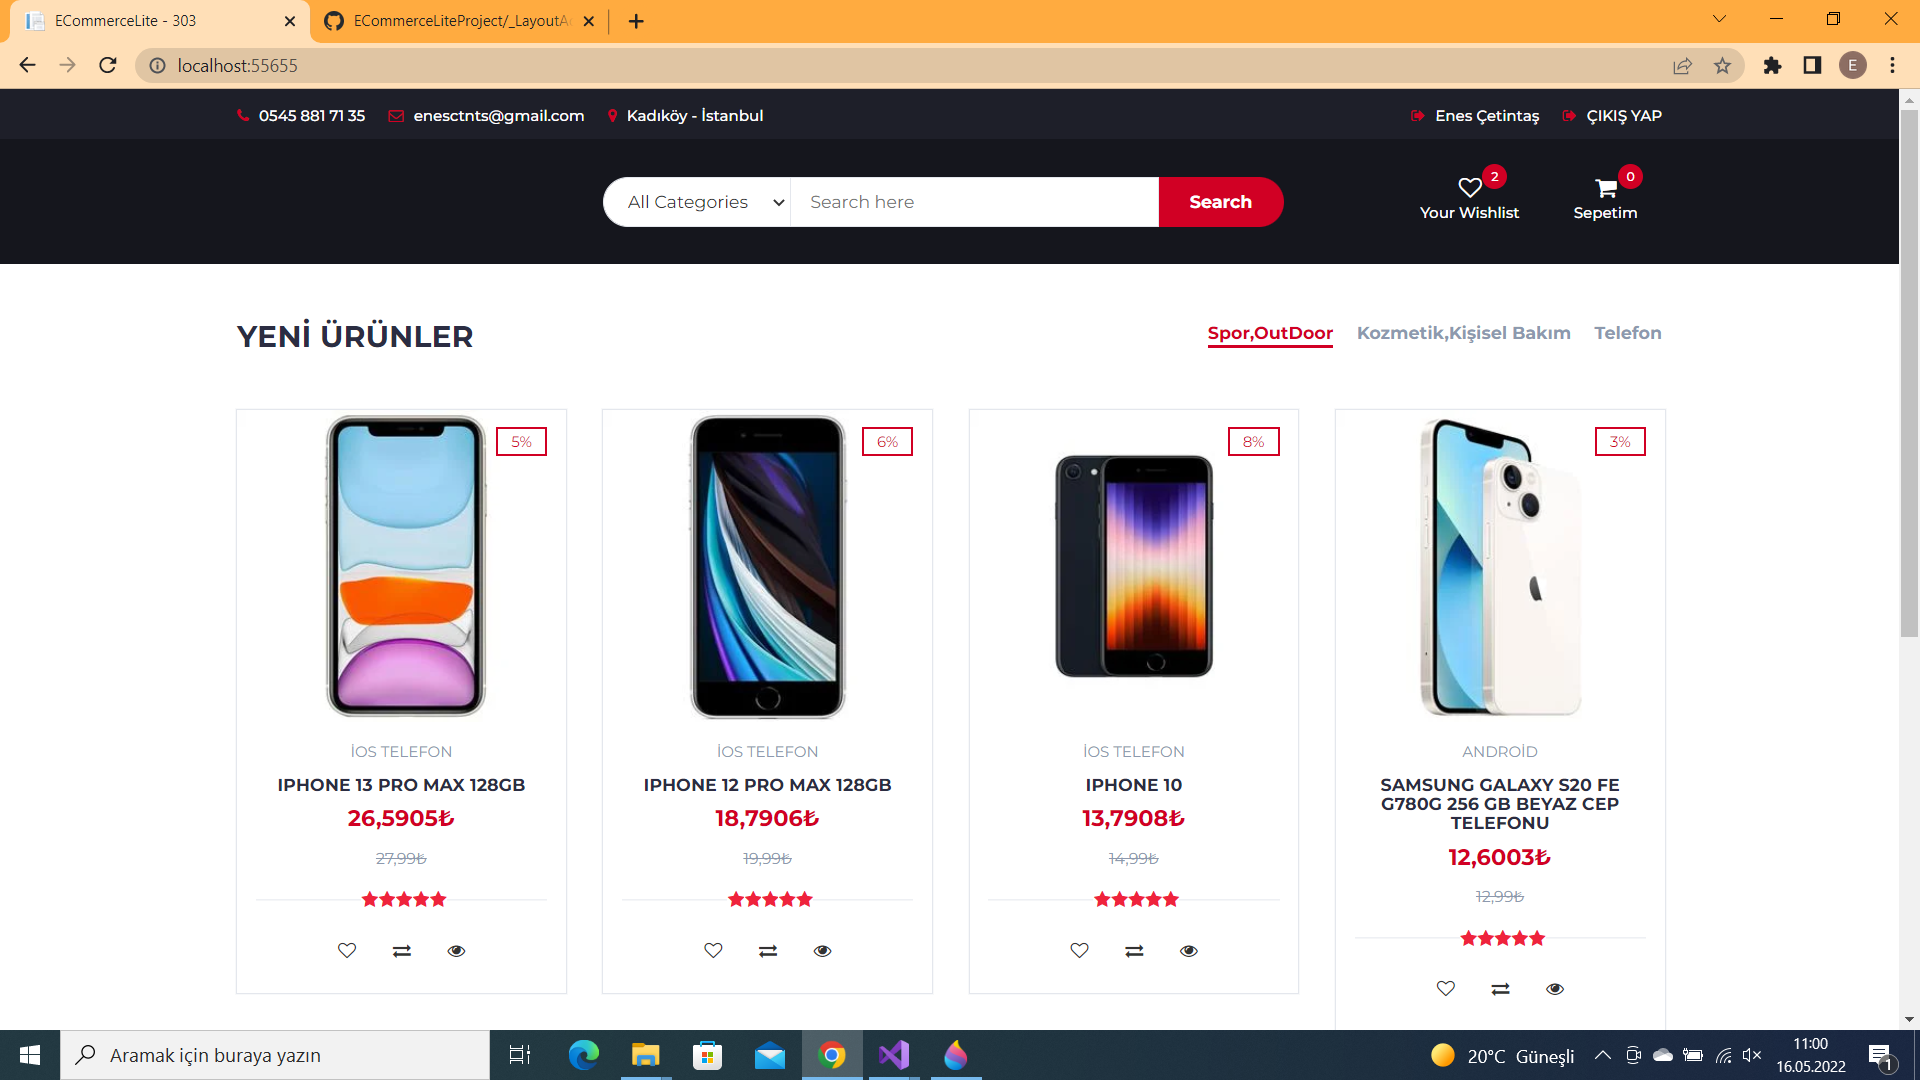 ECommerceLite - 303
ECommerceLiteProject/_LayoutA
localhost:55655
E
0545 881 71 35
enesctnts@gmail.com
Kadıköy - İstanbul
Enes Çetintaş
ÇIKIŞ YAP
All Categories
Search here
Search
2
Your Wishlist
0
Sepetim
YENİ ÜRÜNLER
Spor,OutDoor
Kozmetik,Kişisel Bakım
Telefon
5%
İOS TELEFON
IPHONE 13 PRO MAX 128GB
26,5905₺
27,99₺
6%
İOS TELEFON
IPHONE 12 PRO MAX 128GB
18,7906₺
19,99₺
8%
İOS TELEFON
IPHONE 10
13,7908₺
14,99₺
3%
ANDROİD
SAMSUNG GALAXY S20 FE
G780G 256 GB BEYAZ CEP
TELEFONU
12,6003₺
12,99₺
Aramak için buraya yazın
20°C Güneşli
11:00
16.05.2022
1